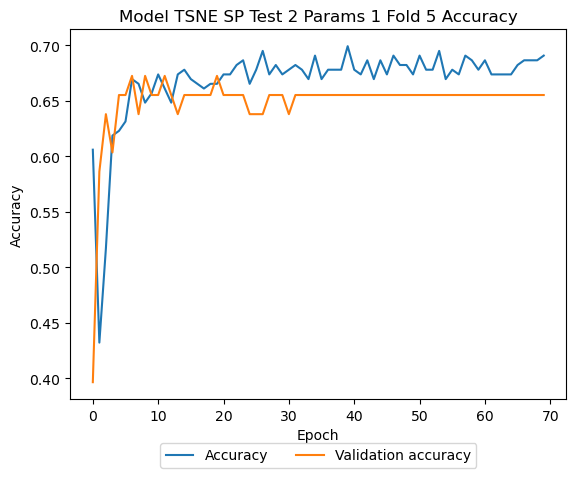 Model TSNE SP Test 2 Params 1 Fold 5 Accuracy
0.70
0.65
0.60
0.55
0.50
0.45
0.40
Accuracy
0 10 20 30 40 50 60 70
Epoch
Accuracy Validation accuracy